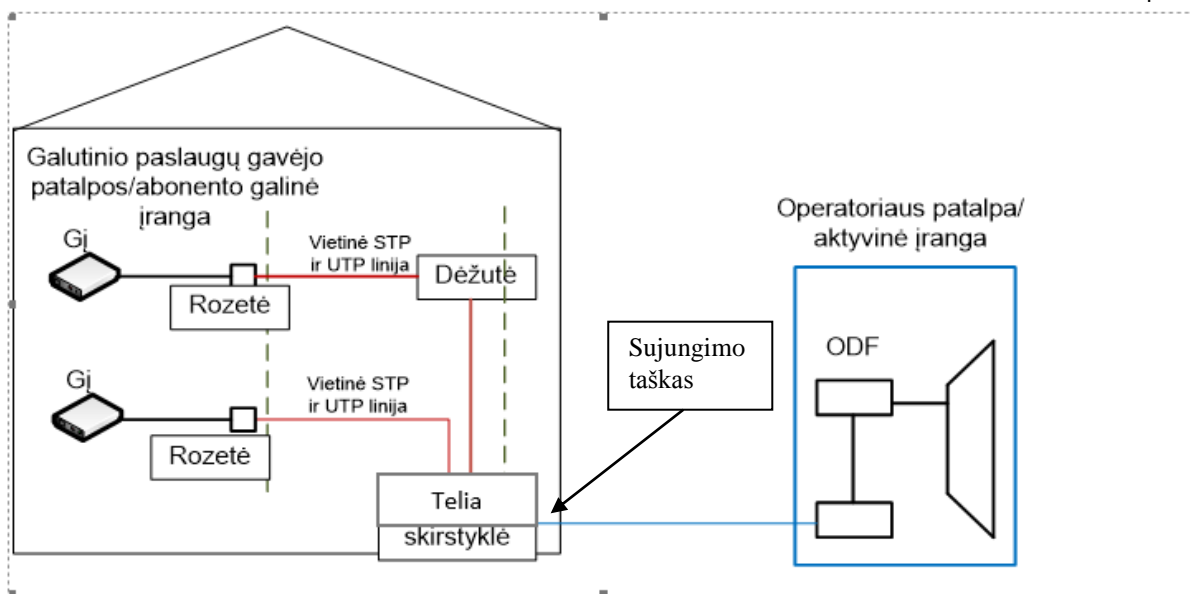 Galutinio paslaugų gavėjo
patalpos/abonento galinė
įranga
Gį
Vietinė STP
ir UTP linija
Dėžutė
Rozetė
Gį
Vietinė STP
ir UTP linija
Rozetė
Telia
skirstyklė
Sujungimo
taškas
Operatoriaus patalpa/
aktyvinė įranga
ODF